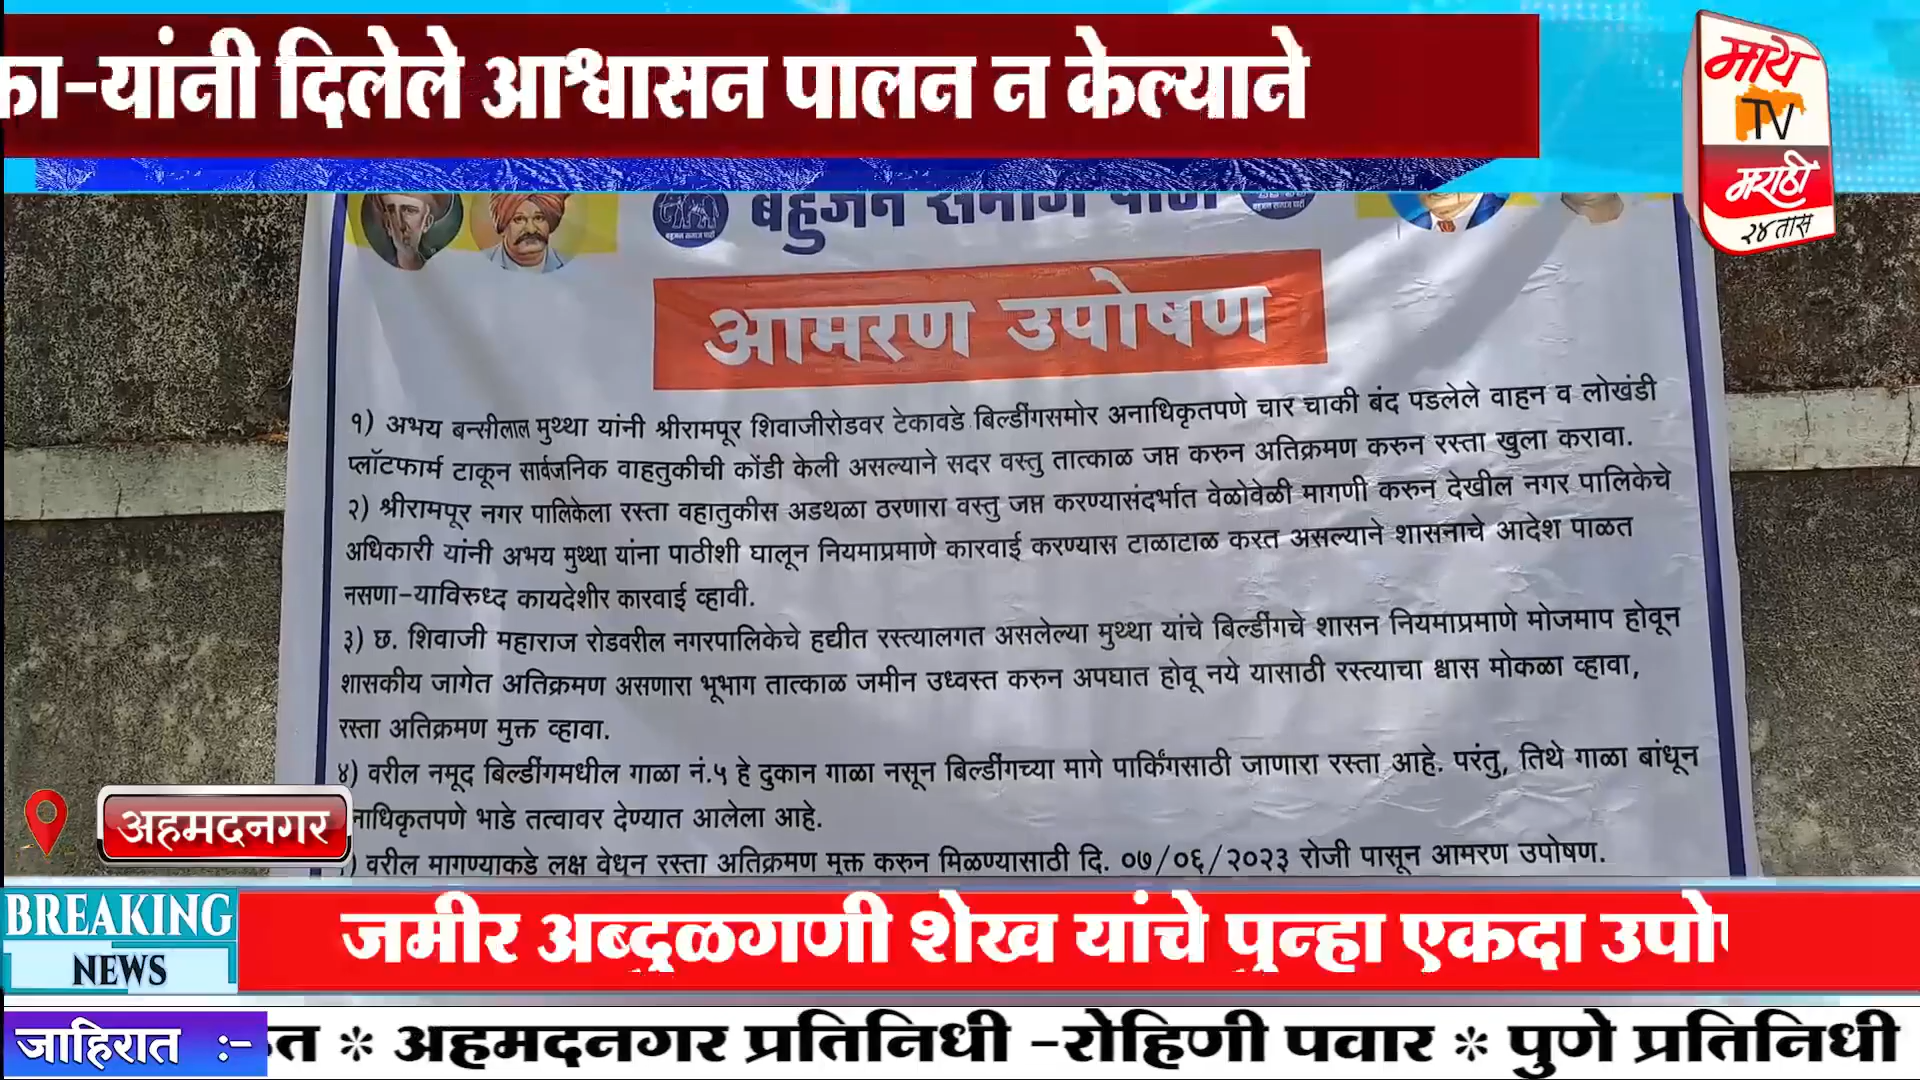 का-यांनी दिलेले आश्वासन पालन न केल्याने
माय
TV
मराठी
२४ तास
बहुजन समाज पार्टी
आमरण उपोषण
१) अभय बन्सीलाल मुथ्था यांनी श्रीरामपूर शिवाजीरोडवर टेकावडे बिल्डींगसमोर अनाधिकृतपणे चार चाकी बंद पडलेले वाहन व लोखंडी
प्लॉटफार्म टाकून सार्वजनिक वाहतुकीची कोंडी केली असल्याने सदर वस्तु तात्काळ जप्त करुन अतिक्रमण करुन रस्ता खुला करावा.
२) श्रीरामपूर नगर पालिकेला रस्ता वहातुकीस अडथळा ठरणारा वस्तु जप्त करण्यासंदर्भात वेळोवेळी मागणी करुन देखील नगर पालिकेचे
अधिकारी यांनी अभय मुथ्था यांना पाठीशी घालून नियमाप्रमाणे कारवाई करण्यास टाळाटाळ करत असल्याने शासनाचे आदेश पाळत
नसणा-याविरुध्द कायदेशीर कारवाई व्हावी.
३) छ. शिवाजी महाराज रोडवरील नगरपालिकेचे हद्यीत रस्त्यालगत असलेल्या मुथ्था यांचे बिल्डींगचे शासन नियमाप्रमाणे मोजमाप होवून
शासकीय जागेत अतिक्रमण असणारा भूभाग तात्काळ जमीन उध्वस्त करुन अपघात होवू नये यासाठी रस्त्याचा श्वास मोकळा व्हावा,
रस्ता अतिक्रमण मुक्त व्हावा.
४) वरील नमूद बिल्डींगमधील गाळा नं.५ हे दुकान गाळा नसून बिल्डींगच्या मागे पार्किंगसाठी जाणारा रस्ता आहे. परंतु, तिथे गाळा बांधून
नाधिकृतपणे भाडे तत्वावर देण्यात आलेला आहे.
) वरील मागण्याकडे लक्ष वेधुन रस्ता अतिक्रमण मुक्त करुन मिळण्यासाठी दि. ०७/०६/२०२३ रोजी पासून आमरण उपोषण.
अहमदनगर
BREAKING
NEWS
जमीर अब्दुळगणी शेख यांचे पुन्हा एकदा उपो
जाहिरात :-
त * अहमदनगर प्रतिनिधी -रोहिणी पवार * पुणे प्रतिनिधी